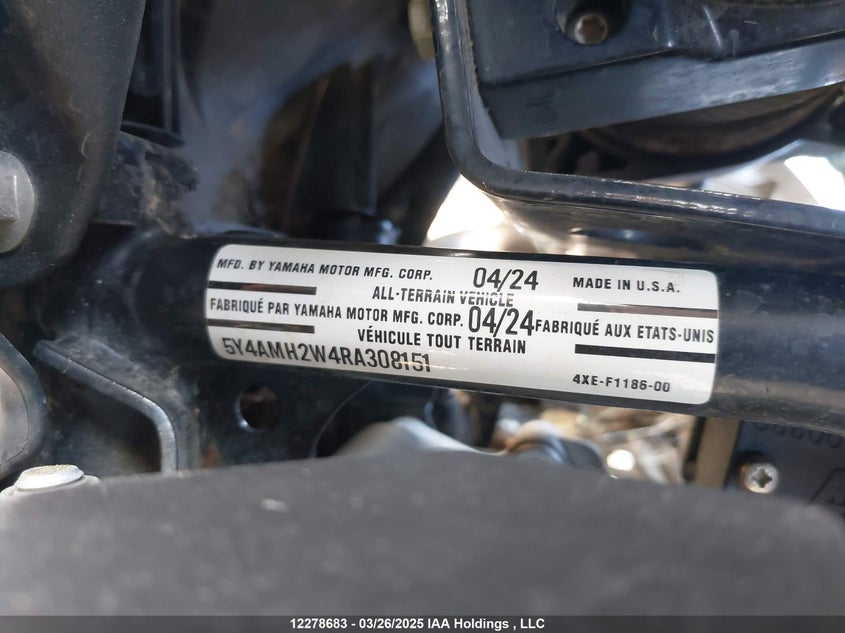 MFD. BY YAMAHA MOTOR MFG. CORP. 04/24 MADE IN U.S.A.
ALL-TERRAIN VEHICLE
FABRIQUÉ PAR YAMAHA MOTOR MFG. CORP. 04/24 FABRIQUÉ AUX ETATS-UNIS
VÉHICULE TOUT TERRAIN
5Y4AMH2W4RA308151
4XE-F1186-00
12278683 - 03/26/2025 IAA Holdings , LLC